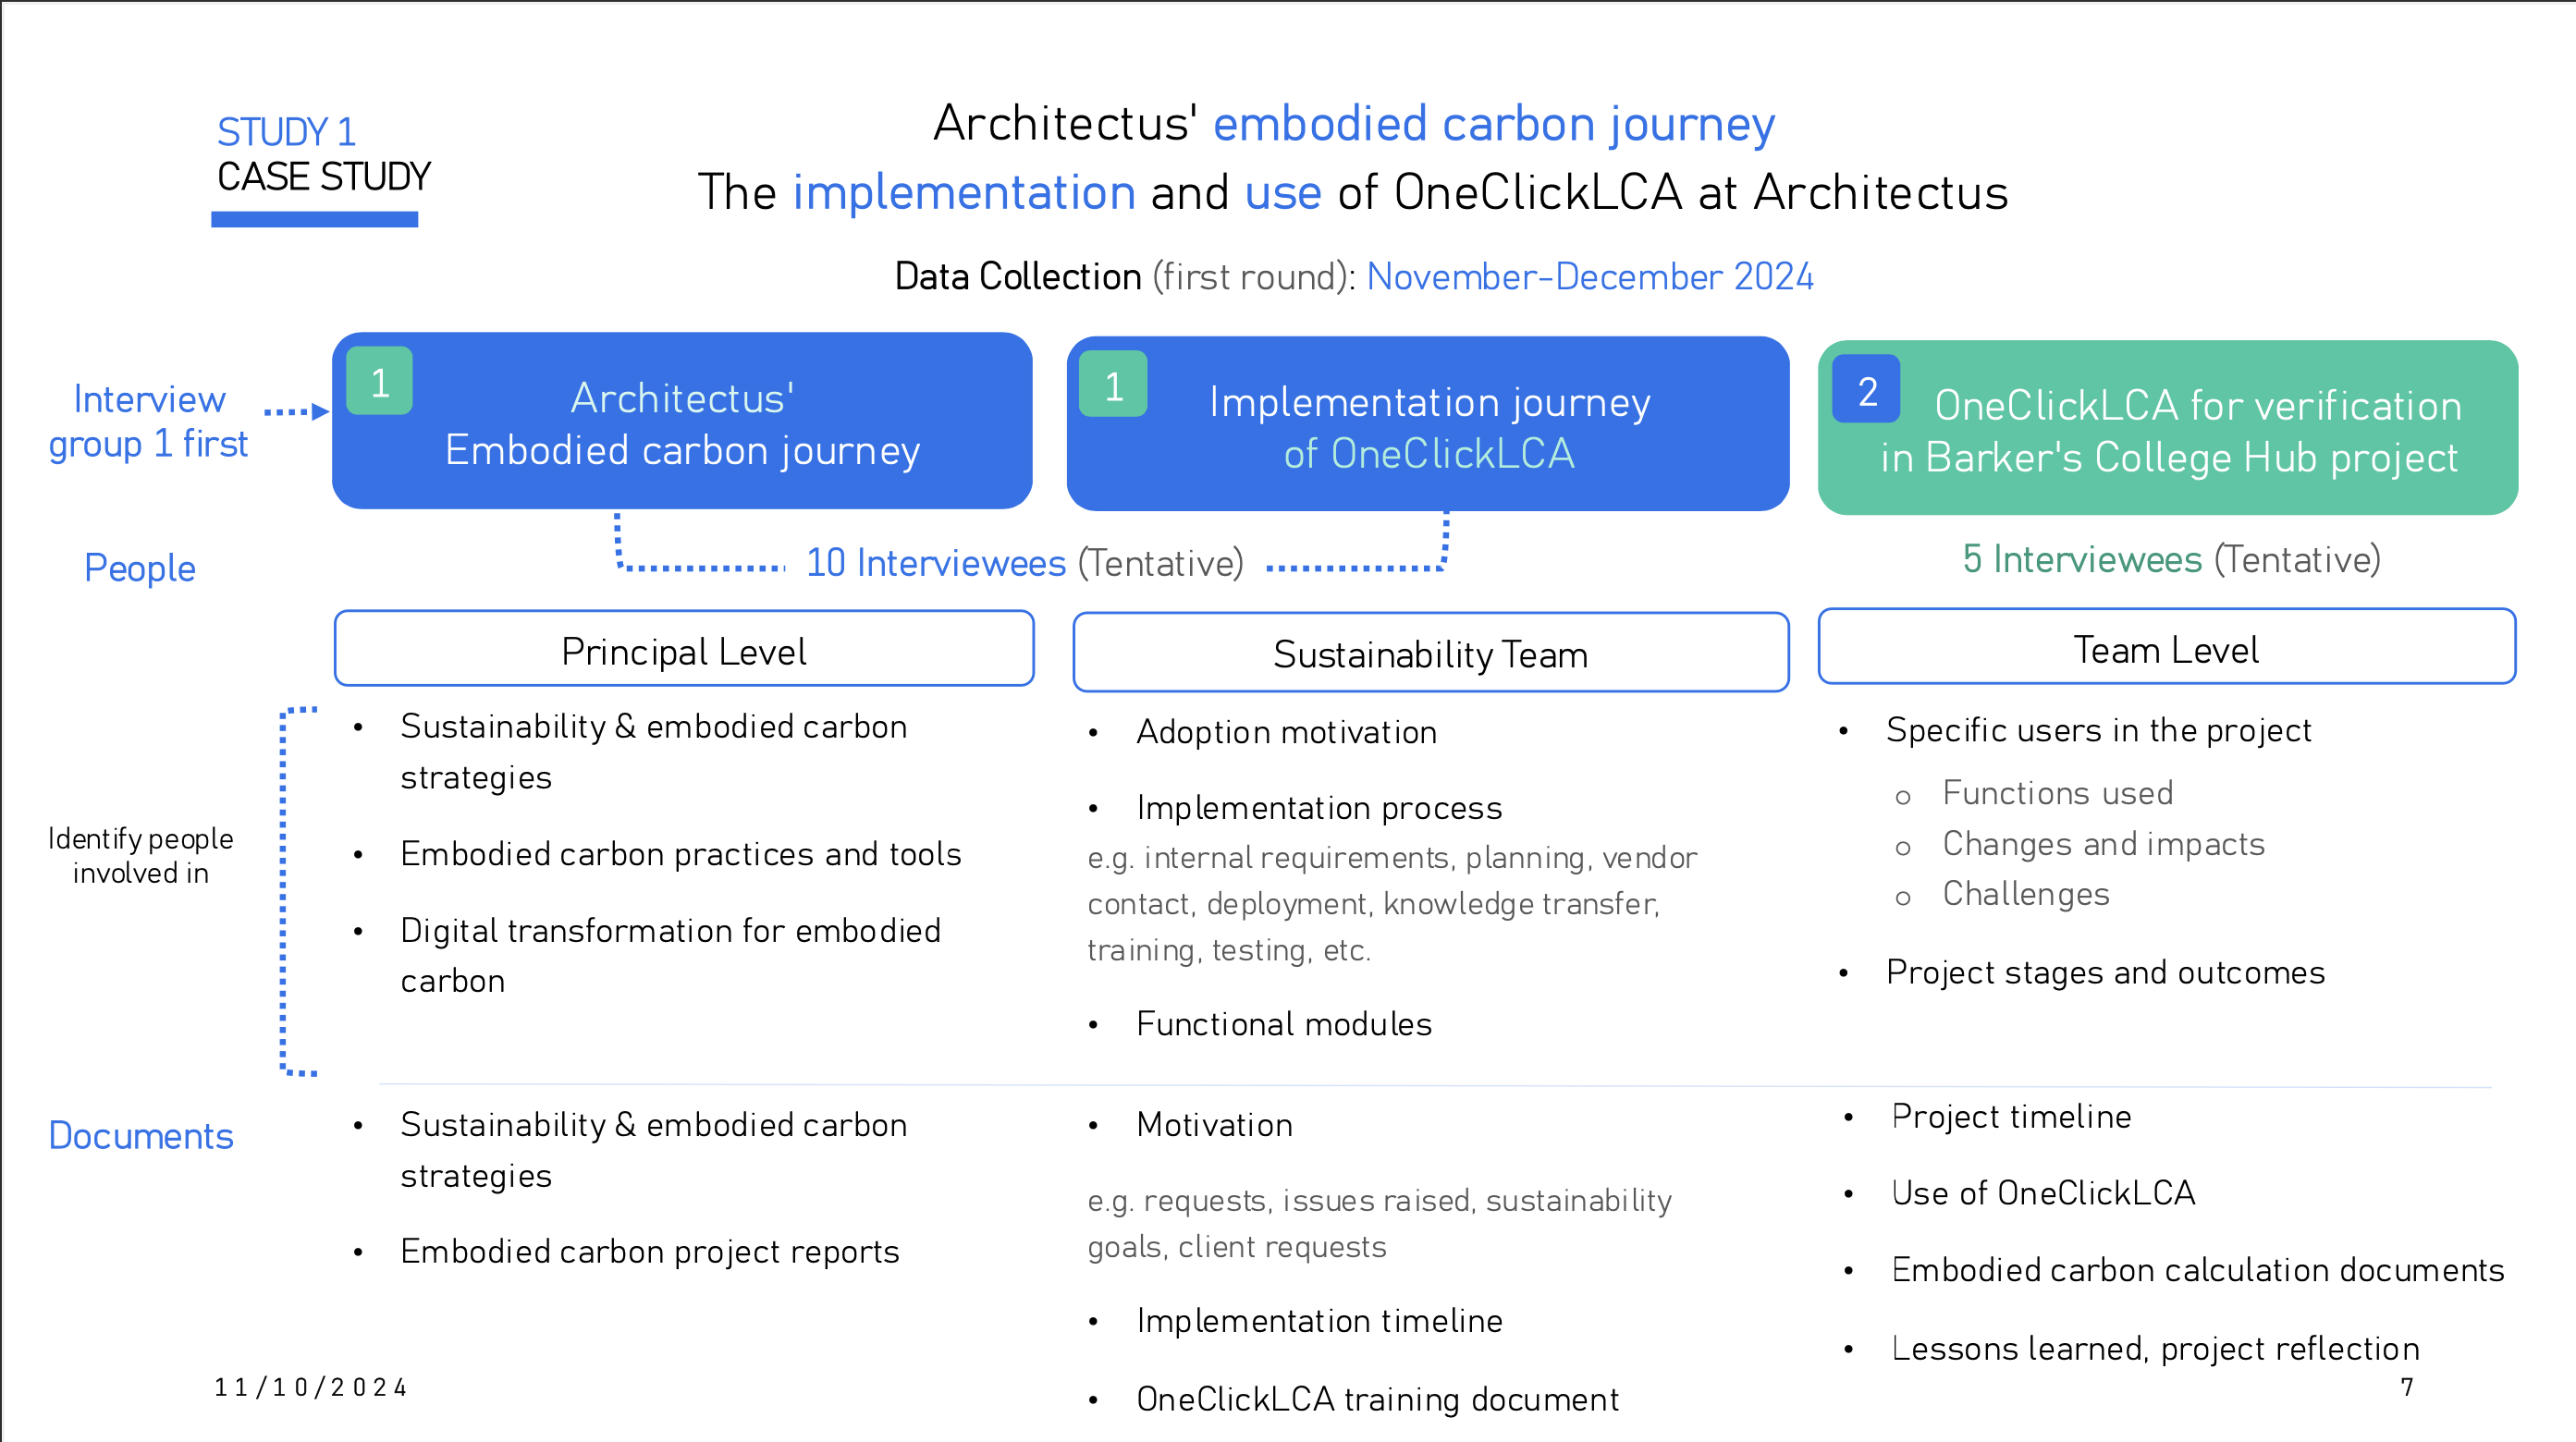 STUDY 1
CASE STUDY
Architectus' embodied carbon journey
The implementation and use of OneClickLCA at Architectus
Data Collection (first round): November-December 2024
Interview
group 1 first
1
Architectus'
Embodied carbon journey
1
Implementation journey
of OneClickLCA
2
OneClickLCA for verification
in Barker's College Hub project
People
10 Interviewees (Tentative)
5 Interviewees (Tentative)
Principal Level
Sustainability Team
Team Level
Identify people
involved in
• Sustainability & embodied carbon
strategies
• Embodied carbon practices and tools
• Digital transformation for embodied
carbon
• Adoption motivation
• Implementation process
e.g. internal requirements, planning, vendor
contact, deployment, knowledge transfer,
training, testing, etc.
• Functional modules
• Specific users in the project
o Functions used
o Changes and impacts
o Challenges
• Project stages and outcomes
Documents
• Sustainability & embodied carbon
strategies
• Embodied carbon project reports
• Motivation
e.g. requests, issues raised, sustainability
goals, client requests
• Implementation timeline
• OneClickLCA training document
• Project timeline
• Use of OneClickLCA
• Embodied carbon calculation documents
• Lessons learned, project reflection
11/10/2024
7